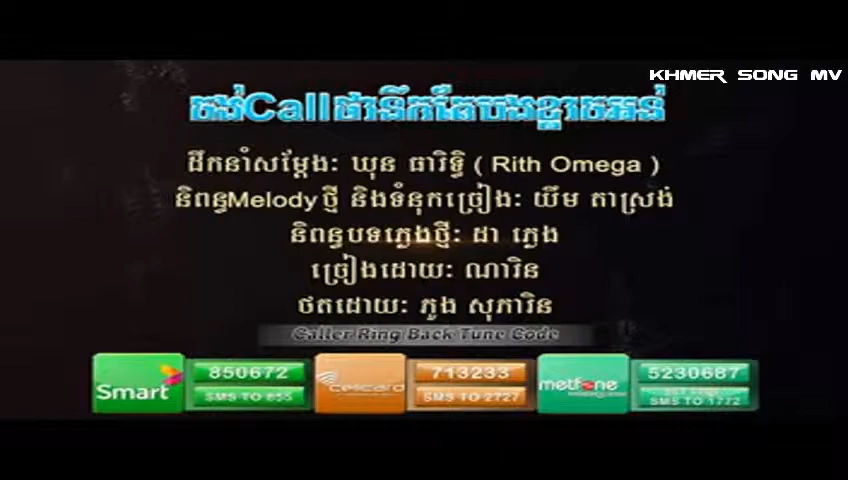 KHMER SONG MV
ចង់Callថានឹកតែបងខ្លាចអន់
ដឹកនាំសម្ដែងៈ ឃុន ធារិទ្ធិ ( Rith Omega )
និពន្ធMelodyថ្មី និងទំនុកច្រៀងៈ យឹម តាស្រង់
និពន្ធបទភ្លេងថ្មីៈ ដា ភ្លេង
ច្រៀងដោយៈ ណារិន
ថតដោយៈ ភួង សុភារិន
Caller Ring Back Tune Code
Smart 850672 SMS TO 855
cellcard 713233 SMS TO 2727
metfone 5230687 SMS TO 1772